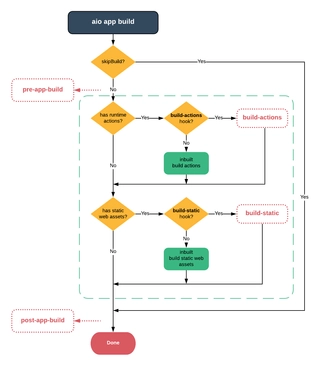 aio app build
skipBuild?
Yes
No
pre-app-build
has runtime
actions?
Yes
build-actions
hook?
Yes
build-actions
No
inbuilt
build actions
No
Yes
has static
web assets?
Yes
build-static
hook?
Yes
build-static
No
inbuilt
build static web
assets
No
post-app-build
Done